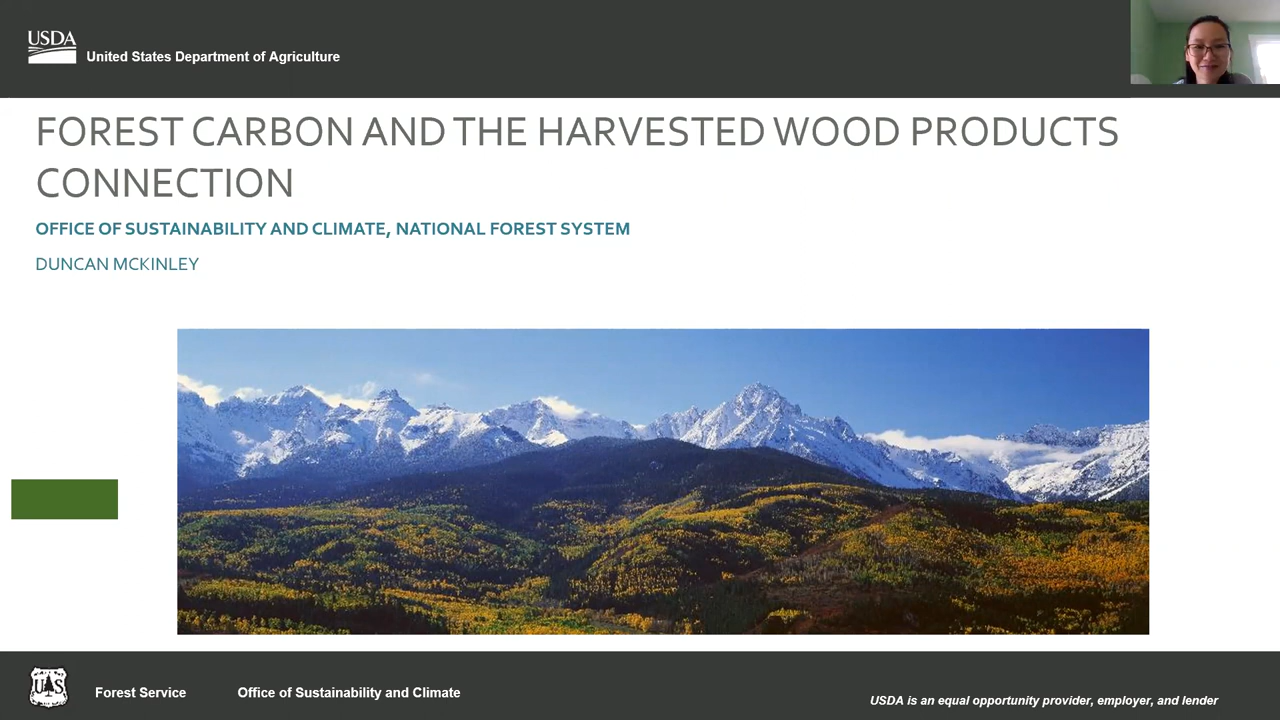 USDA
United States Department of Agriculture
FOREST CARBON AND THE HARVESTED WOOD PRODUCTS
CONNECTION
OFFICE OF SUSTAINABILITY AND CLIMATE, NATIONAL FOREST SYSTEM
DUNCAN MCKINLEY
U S
Forest Service
Office of Sustainability and Climate
USDA is an equal opportunity provider, employer, and lender